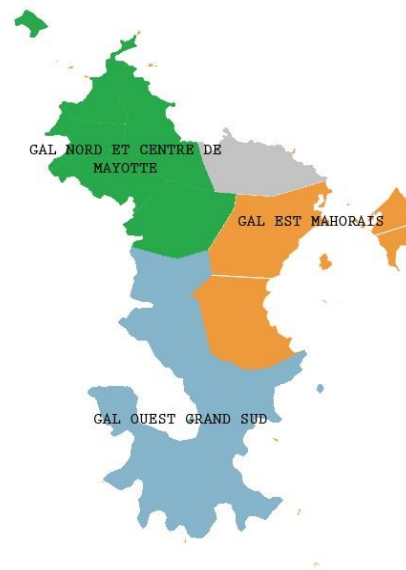 GAL NORD ET CENTRE DE
MAYOTTE
GAL EST MAHORAIS
GAL OUEST GRAND SUD